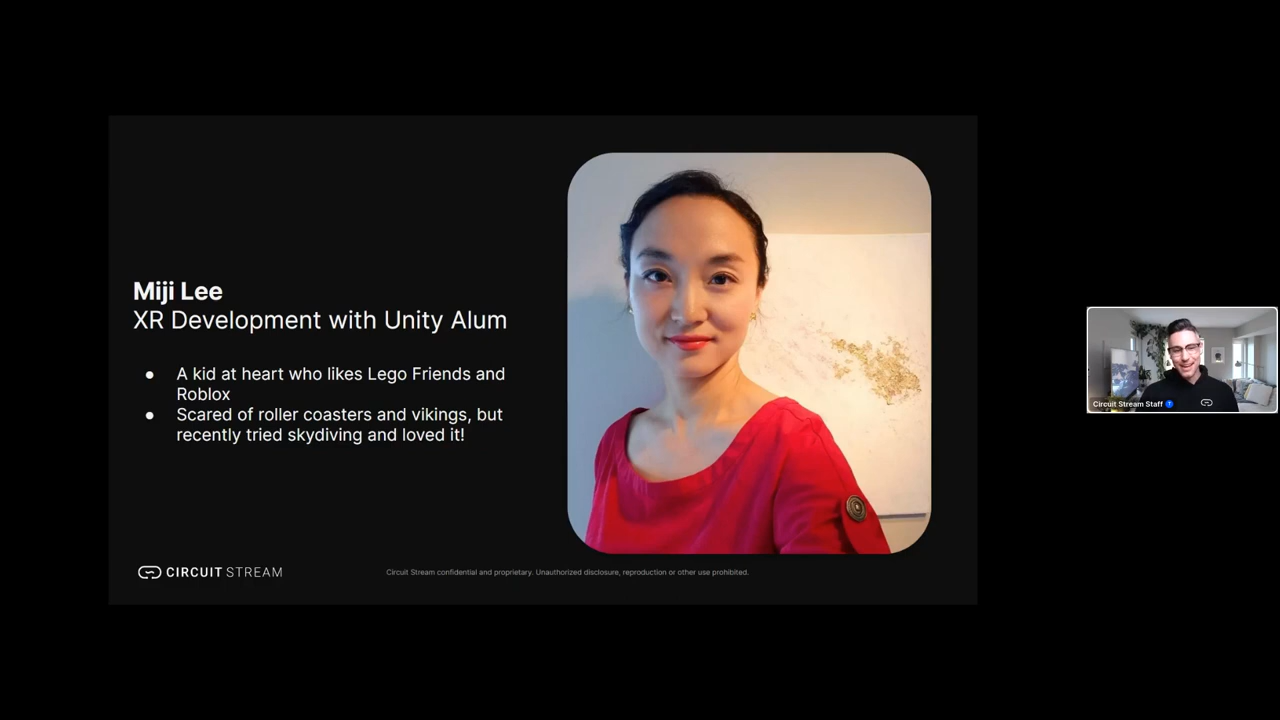 Miji Lee
XR Development with Unity Alum
● A kid at heart who likes Lego Friends and
Roblox
● Scared of roller coasters and vikings, but
recently tried skydiving and loved it!
CIRCUIT STREAM
Circuit Stream confidential and proprietary. Unauthorized disclosure, reproduction or other use prohibited.
Circuit Stream Staff